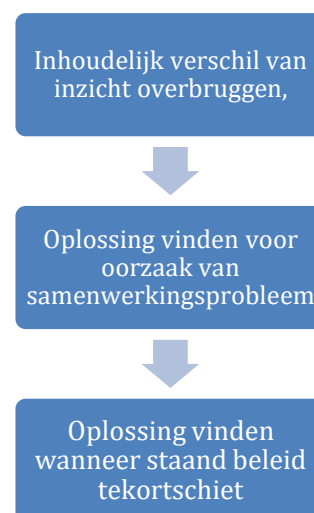 Inhoudelijk verschil van
inzicht overbruggen,
Oplossing vinden voor
oorzaak van
samenwerkingsprobleem
Oplossing vinden
wanneer staand beleid
tekortschiet